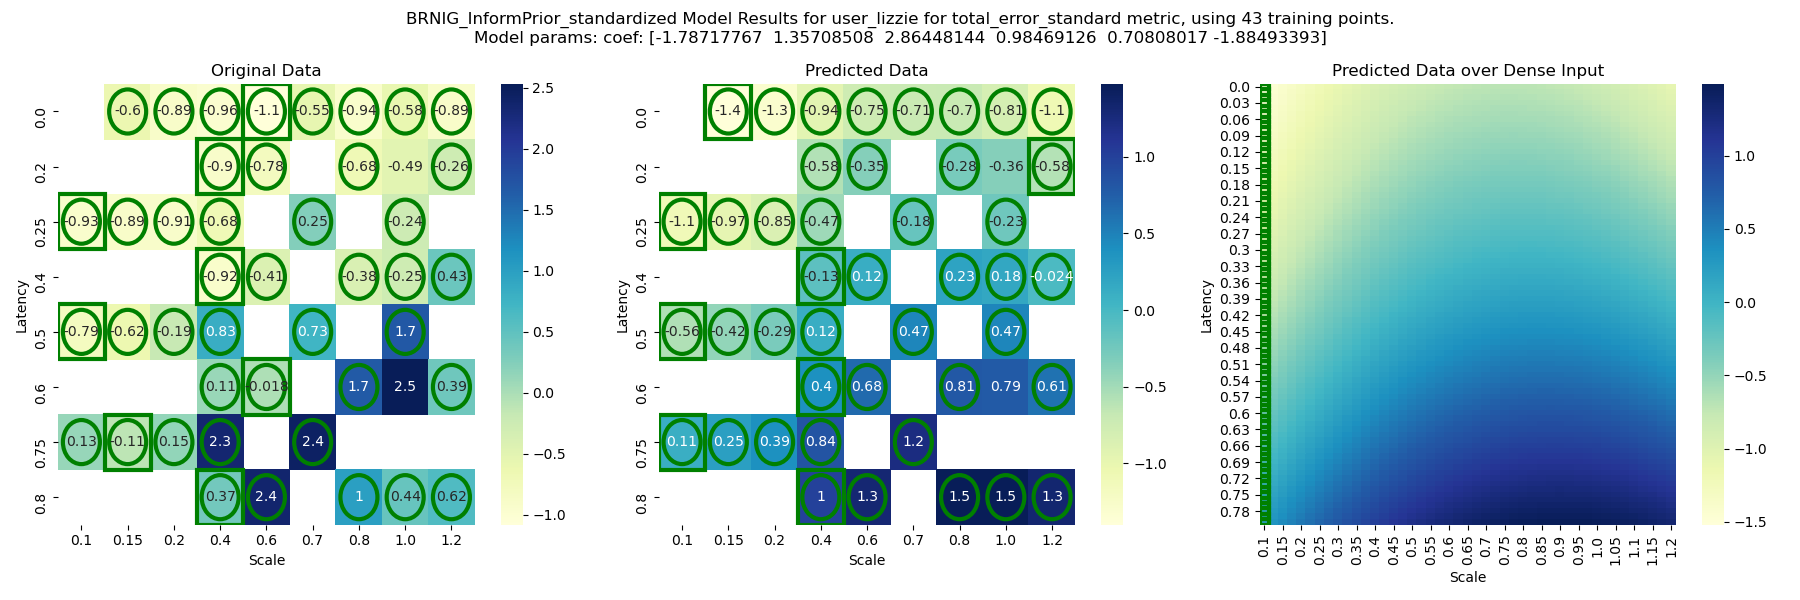 BRNIG_InformPrior_standardized Model Results for user_lizzie for total_error_standard metric, using 43 training points.
Model params: coef: [-1.78717767  1.35708508  2.86448144  0.98469126  0.70808017 -1.88493393]
Original Data
Latency
0.0 -0.6 -0.89 -0.96 -1.1 -0.55 -0.94 -0.58 -0.89
0.2 -0.9 -0.78 -0.68 -0.49 -0.26
0.25 -0.93 -0.89 -0.91 -0.68 0.25 -0.24
0.4 -0.92 -0.41 -0.38 -0.25 0.43
0.5 -0.79 -0.62 -0.19 0.83 0.73 1.7
0.6 0.11 -0.018 1.7 2.5 0.39
0.75 0.13 -0.11 0.15 2.3 2.4
0.8 0.37 2.4 1 0.44 0.62
0.1 0.15 0.2 0.4 0.6 0.7 0.8 1.0 1.2
Scale
2.5
2.0
1.5
1.0
0.5
0.0
−0.5
−1.0
Predicted Data
Latency
0.0 -1.4 -1.3 -0.94 -0.75 -0.71 -0.7 -0.81 -1.1
0.2 -0.58 -0.35 -0.28 -0.36 -0.58
0.25 -1.1 -0.97 -0.85 -0.47 -0.18 -0.23
0.4 -0.13 0.12 0.23 0.18 -0.024
0.5 -0.56 -0.42 -0.29 0.12 0.47 0.47
0.6 0.4 0.68 0.81 0.79 0.61
0.75 0.11 0.25 0.39 0.84 1.2
0.8 1 1.3 1.5 1.5 1.3
0.1 0.15 0.2 0.4 0.6 0.7 0.8 1.0 1.2
Scale
1.0
0.5
0.0
−0.5
−1.0
Predicted Data over Dense Input
Latency
0.0
0.03
0.06
0.09
0.12
0.15
0.18
0.21
0.24
0.27
0.3
0.33
0.36
0.39
0.42
0.45
0.48
0.51
0.54
0.57
0.6
0.63
0.66
0.69
0.72
0.75
0.78
0.1 0.15 0.2 0.25 0.3 0.35 0.4 0.45 0.5 0.55 0.6 0.65 0.7 0.75 0.8 0.85 0.9 0.95 1.0 1.05 1.1 1.15 1.2
Scale
1.0
0.5
0.0
−0.5
−1.0
−1.5